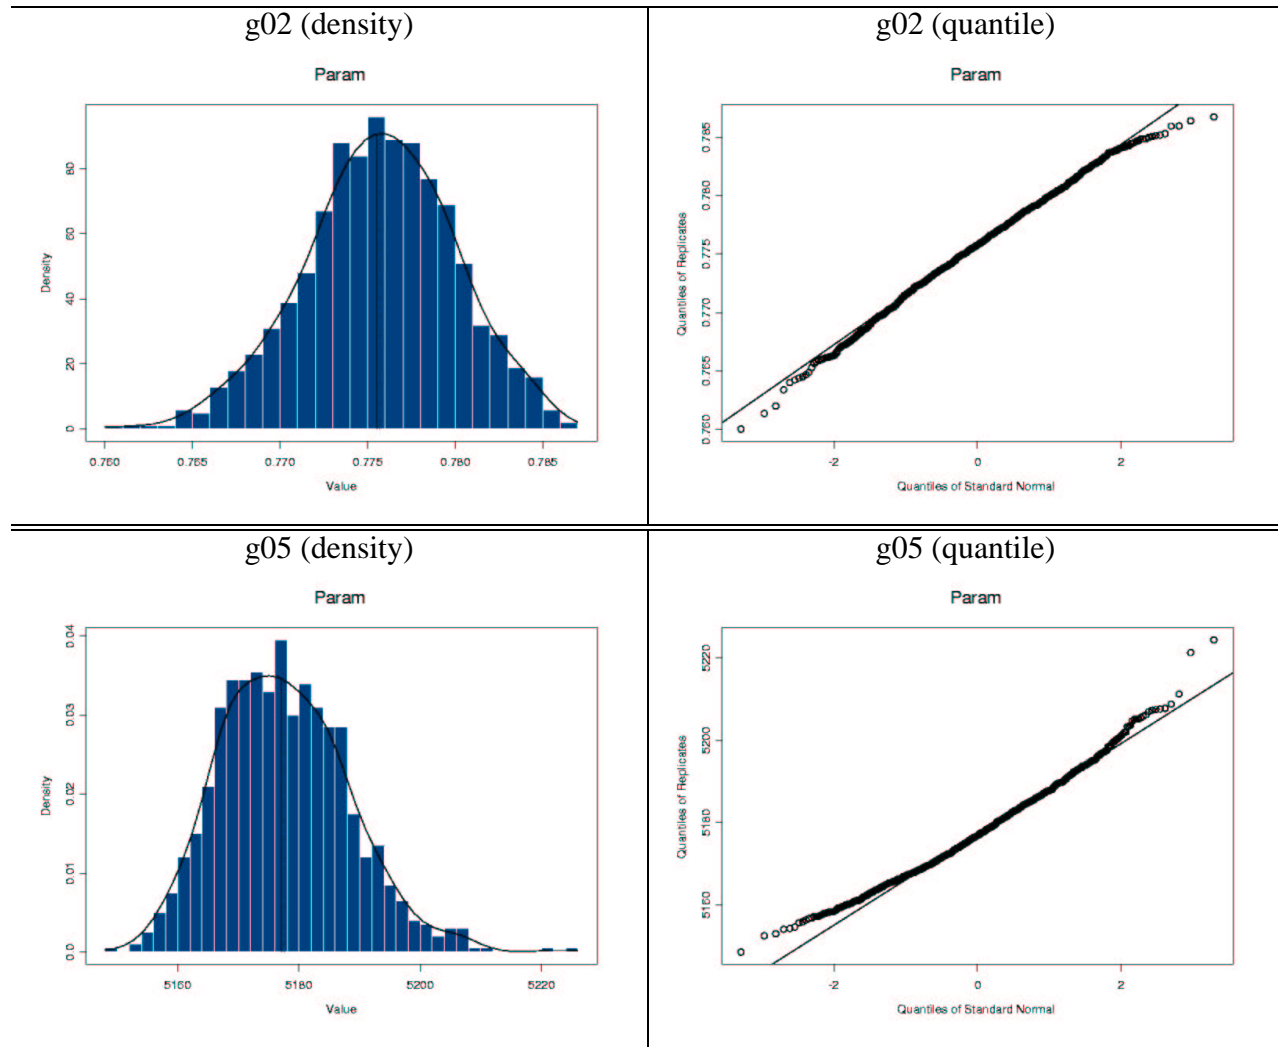 g02 (density)
g02 (quantile)
Param
Density
0
20
40
60
80
0.760
0.765
0.770
0.775
0.780
0.785
Value
Param
Quantiles of Replicates
0.760
0.765
0.770
0.775
0.780
0.785
-2
0
2
Quantiles of Standard Normal
g05 (density)
g05 (quantile)
Param
Density
0.0
0.01
0.02
0.03
0.04
5160
5180
5200
5220
Value
Param
Quantiles of Replicates
5160
5180
5200
5220
-2
0
2
Quantiles of Standard Normal